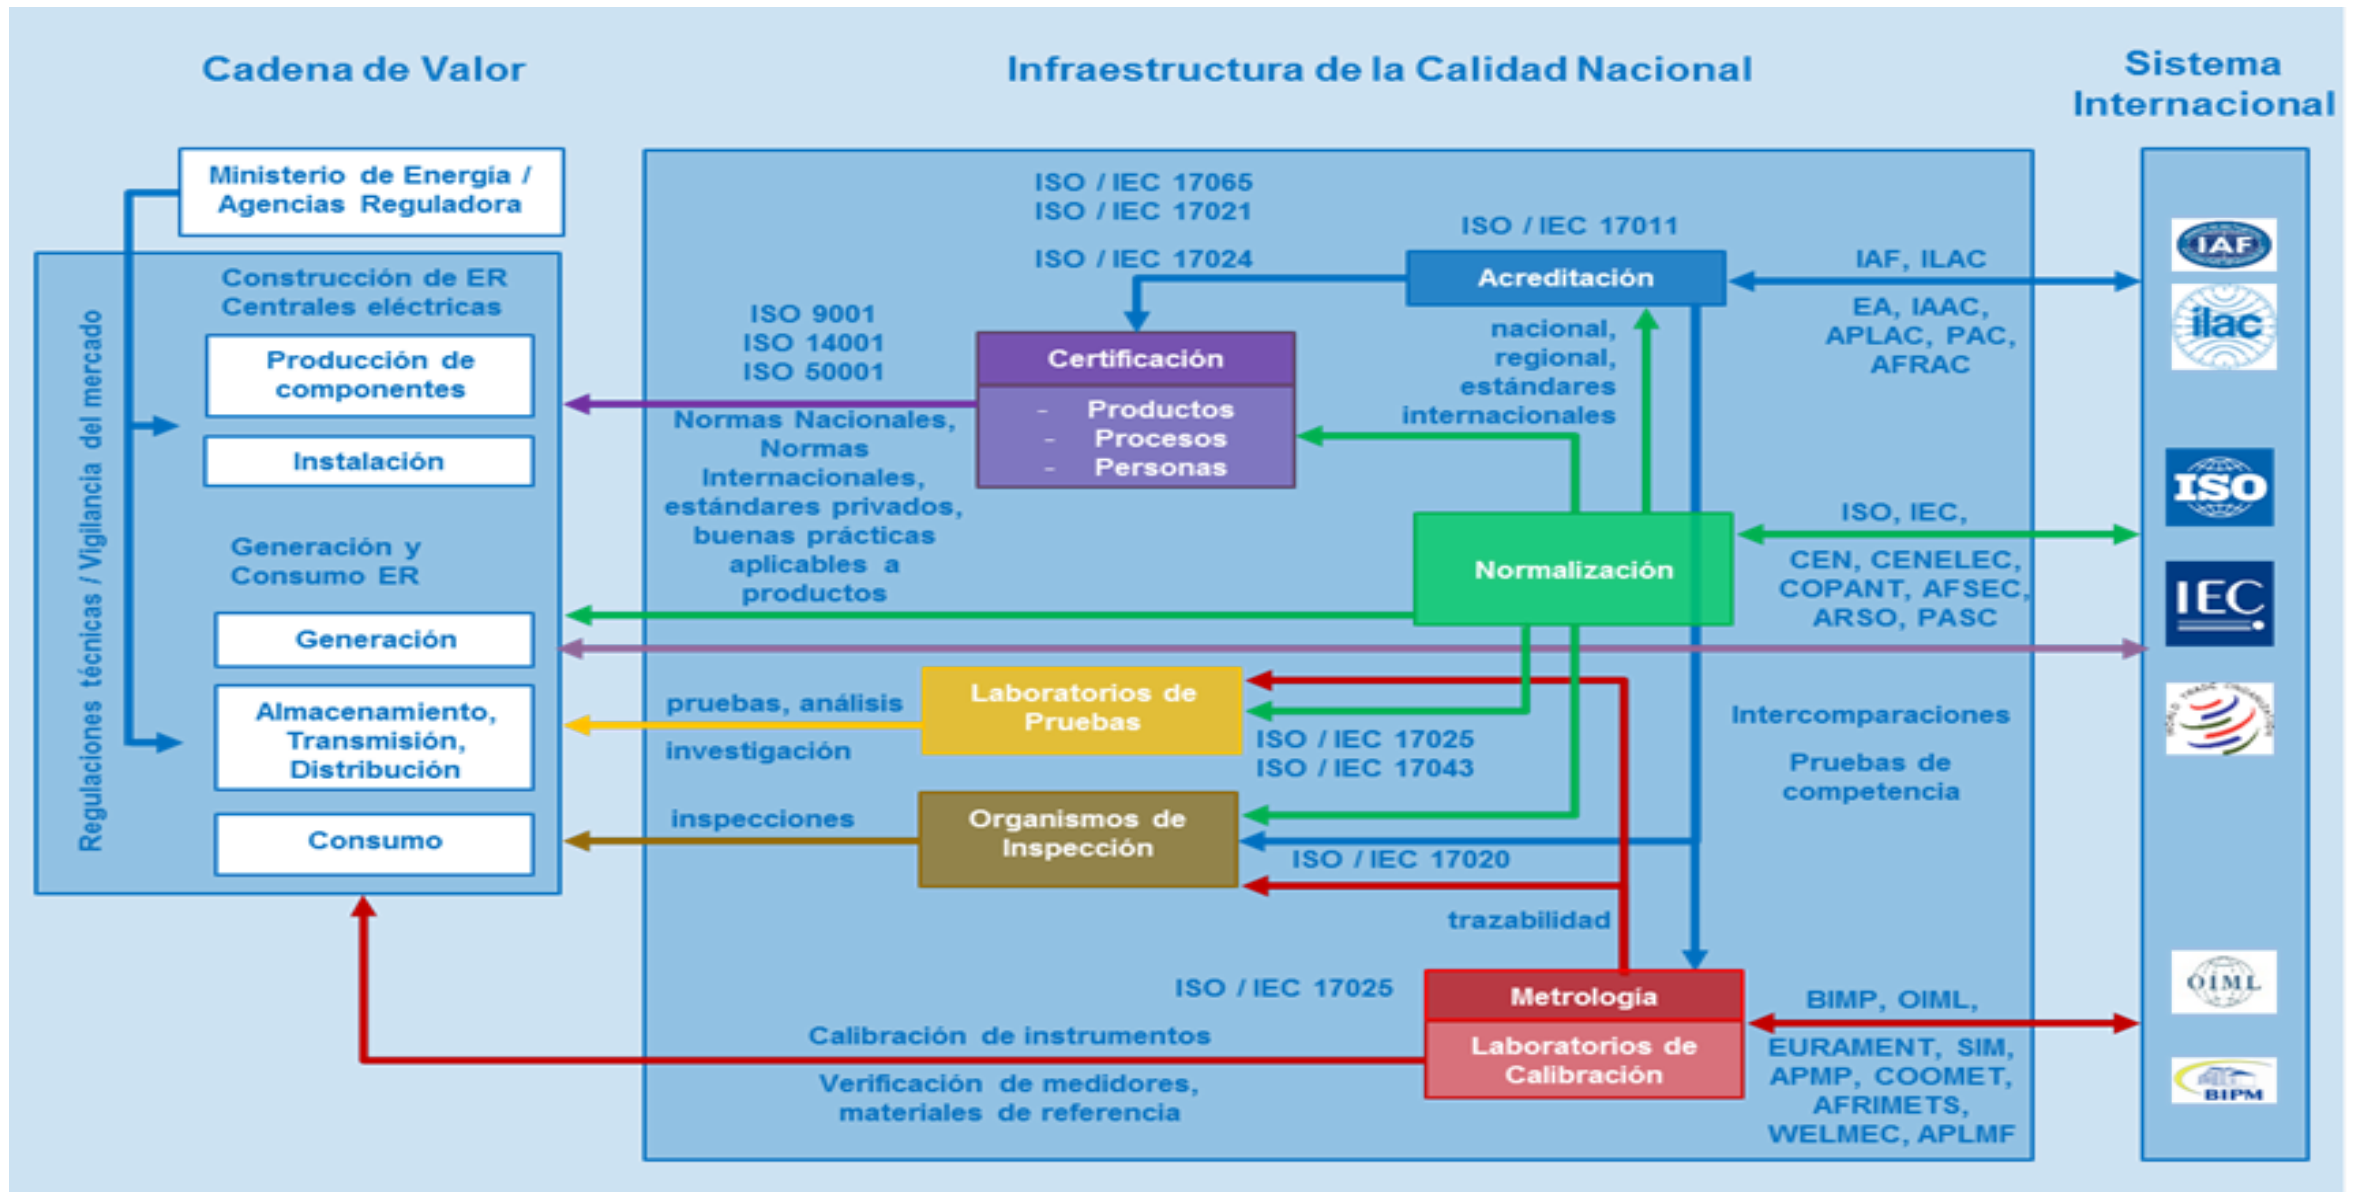 Cadena de Valor
Infraestructura de la Calidad Nacional
Sistema
Internacional
Ministerio de Energía /
Agencias Reguladora
Regulaciones técnicas / Vigilancia del mercado
Construcción de ER
Centrales eléctricas
Producción de
componentes
Instalación
Generación y
Consumo ER
Generación
Almacenamiento,
Transmisión,
Distribución
Consumo
ISO / IEC 17065
ISO / IEC 17021
ISO / IEC 17024
ISO / IEC 17011
Acreditación
ISO 9001
ISO 14001
ISO 50001
Certificación
- Productos
- Procesos
- Personas
nacional,
regional,
estándares
internacionales
Normas Nacionales,
Normas
Internacionales,
estándares privados,
buenas prácticas
aplicables a
productos
Normalización
pruebas, análisis
investigación
Laboratorios de
Pruebas
ISO / IEC 17025
ISO / IEC 17043
inspecciones
Organismos de
Inspección
ISO / IEC 17020
trazabilidad
ISO / IEC 17025
Metrología
Laboratorios de
Calibración
Calibración de instrumentos
Verificación de medidores,
materiales de referencia
IAF, ILAC
EA, IAAC,
APLAC, PAC,
AFRAC
ISO, IEC,
CEN, CENELEC,
COPANT, AFSEC,
ARSO, PASC
Intercomparaciones
Pruebas de
competencia
BIMP, OIML,
EURAMENT, SIM,
APMP, COOMET,
AFRIMETS,
WELMEC, APLMF
IAF
ilac
ISO
IEC
WORLD TRADE ORGANIZATION
OIML
BIPM